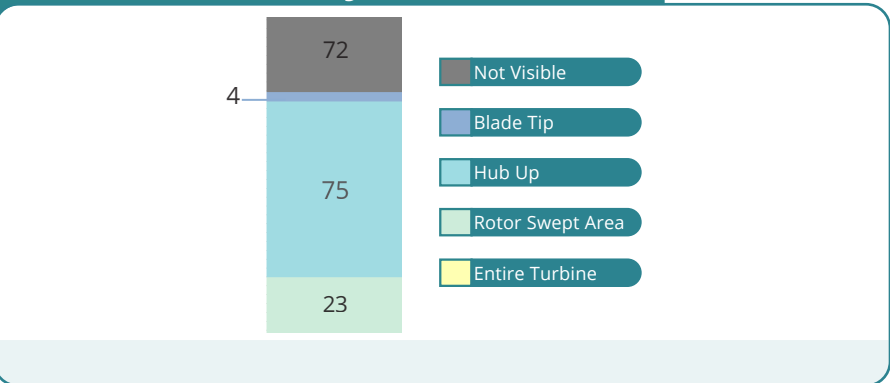 72
4
75
23
Not Visible
Blade Tip
Hub Up
Rotor Swept Area
Entire Turbine